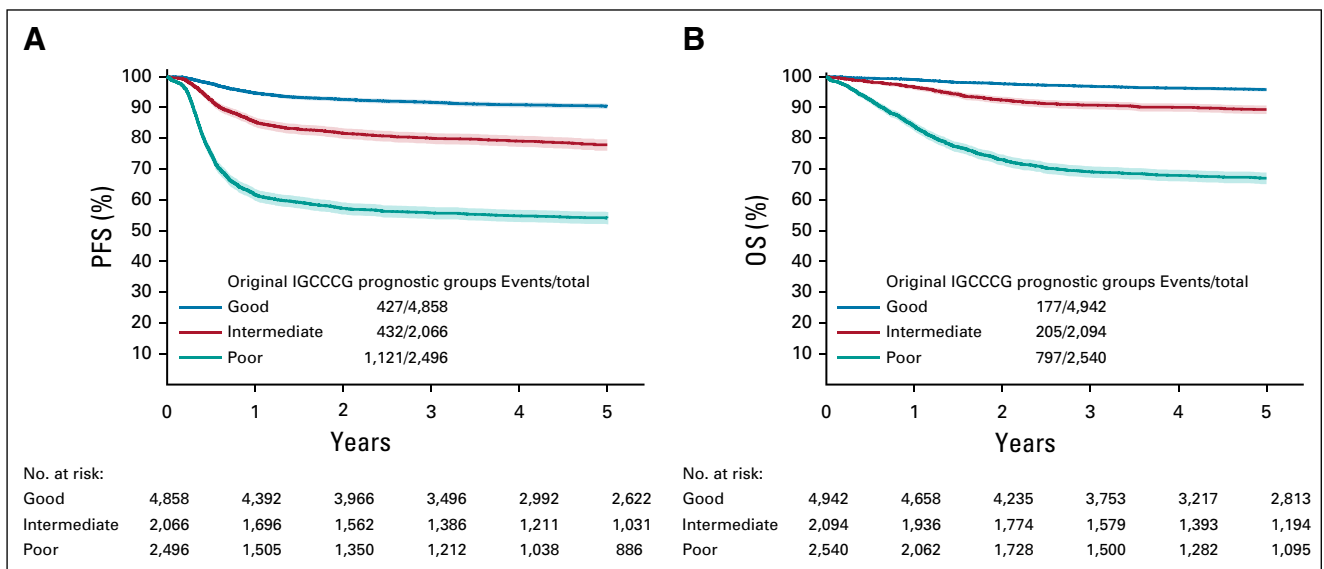 A
PFS (%)
100
90
80
70
60
50
40
30
20
10
Original IGCCCG prognostic groups Events/total
Good 427/4,858
Intermediate 432/2,066
Poor 1,121/2,496
0 1 2 3 4 5
Years
No. at risk:
Good 4,858 4,392 3,966 3,496 2,992 2,622
Intermediate 2,066 1,696 1,562 1,386 1,211 1,031
Poor 2,496 1,505 1,350 1,212 1,038 886
B
OS (%)
100
90
80
70
60
50
40
30
20
10
Original IGCCCG prognostic groups Events/total
Good 177/4,942
Intermediate 205/2,094
Poor 797/2,540
0 1 2 3 4 5
Years
No. at risk:
Good 4,942 4,658 4,235 3,753 3,217 2,813
Intermediate 2,094 1,936 1,774 1,579 1,393 1,194
Poor 2,540 2,062 1,728 1,500 1,282 1,095